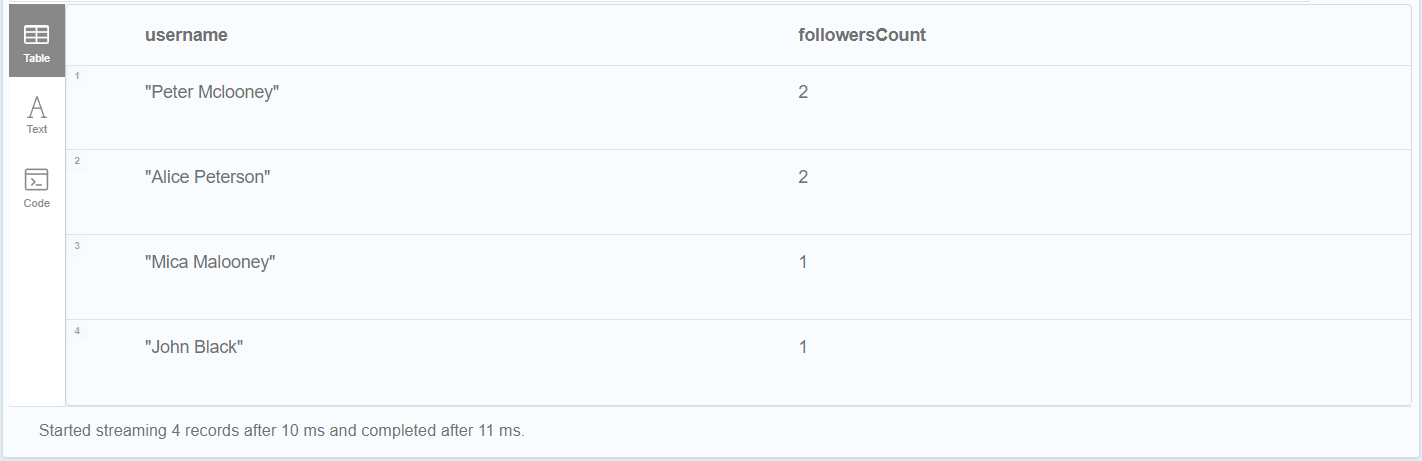 username followersCount
Table
1
"Peter Mclooney" 2
Text
2
"Alice Peterson" 2
Code
3
"Mica Malooney" 1
4
"John Black" 1
Started streaming 4 records after 10 ms and completed after 11 ms.